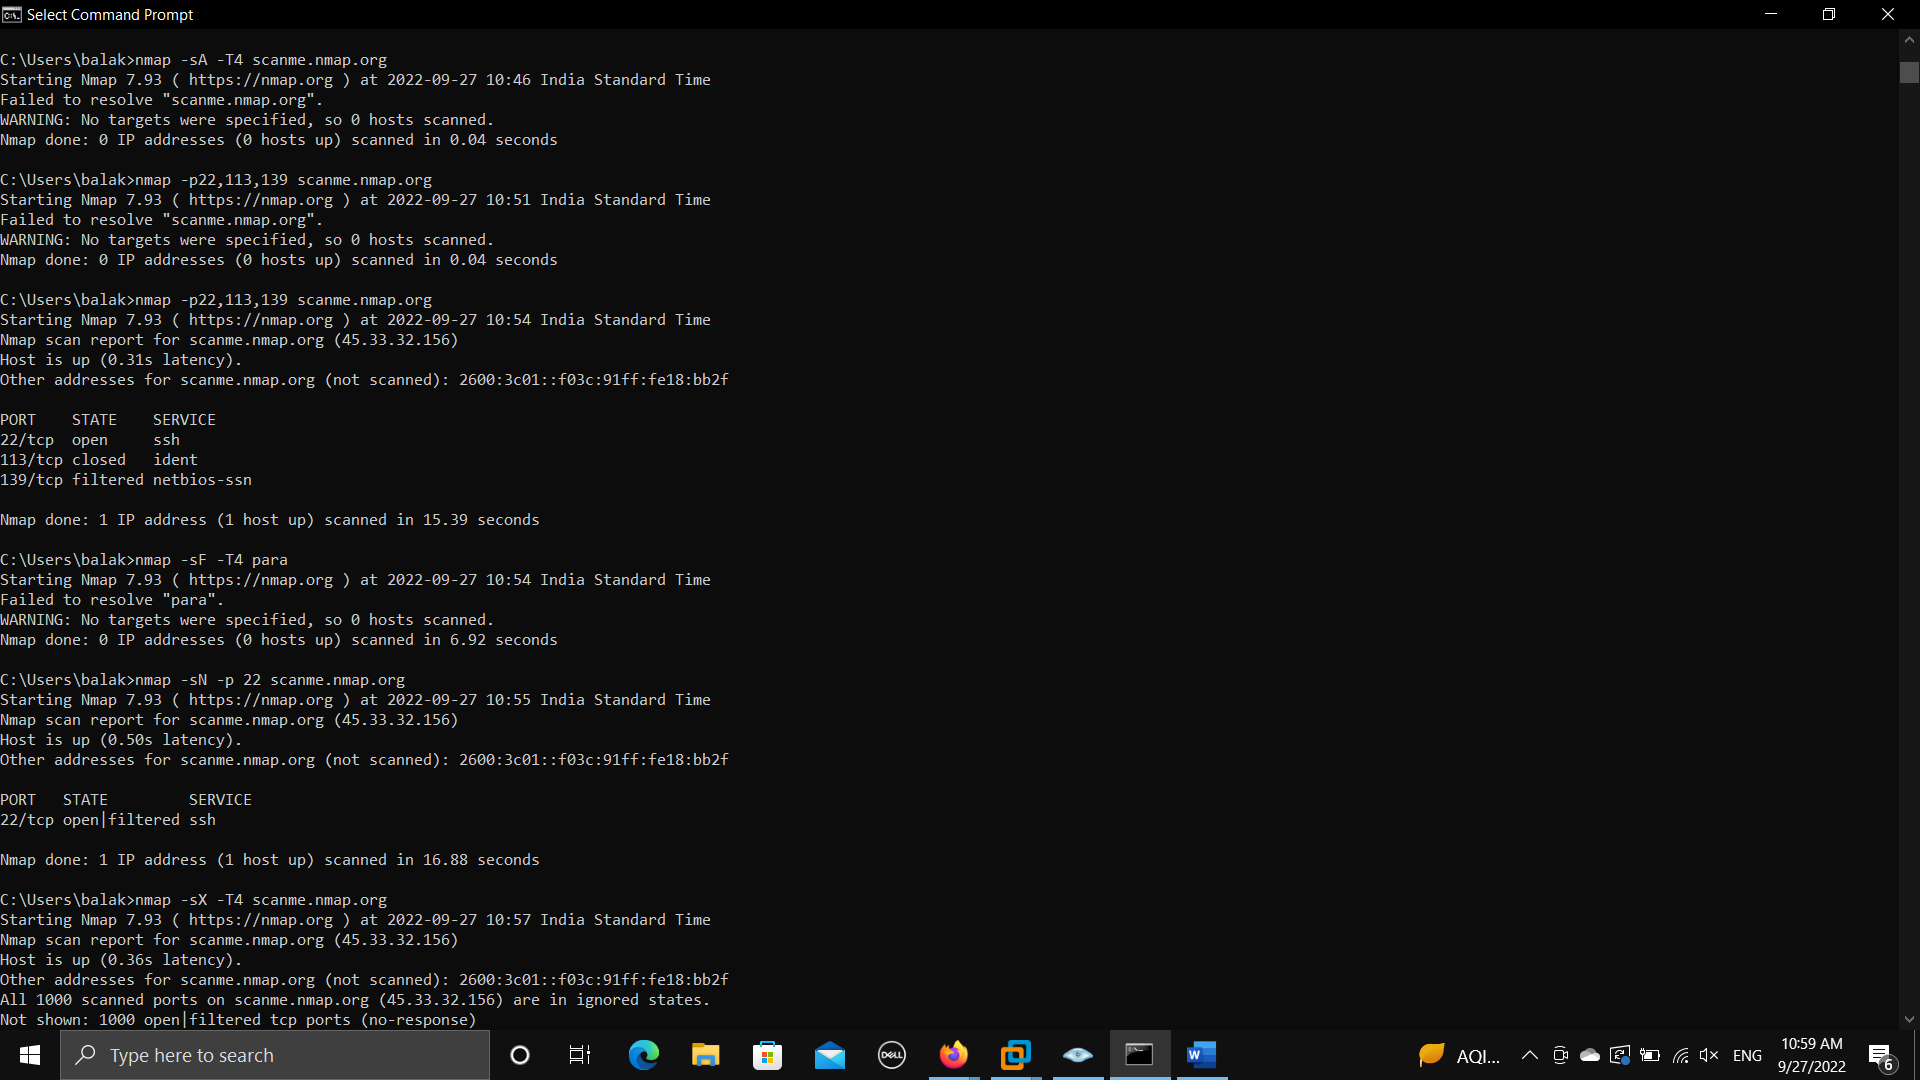 Select Command Prompt
C:\Users\balak>nmap -sA -T4 scanme.nmap.org
Starting Nmap 7.93 ( https://nmap.org ) at 2022-09-27 10:46 India Standard Time
Failed to resolve "scanme.nmap.org".
WARNING: No targets were specified, so 0 hosts scanned.
Nmap done: 0 IP addresses (0 hosts up) scanned in 0.04 seconds
C:\Users\balak>nmap -p22,113,139 scanme.nmap.org
Starting Nmap 7.93 ( https://nmap.org ) at 2022-09-27 10:51 India Standard Time
Failed to resolve "scanme.nmap.org".
WARNING: No targets were specified, so 0 hosts scanned.
Nmap done: 0 IP addresses (0 hosts up) scanned in 0.04 seconds
C:\Users\balak>nmap -p22,113,139 scanme.nmap.org
Starting Nmap 7.93 ( https://nmap.org ) at 2022-09-27 10:54 India Standard Time
Nmap scan report for scanme.nmap.org (45.33.32.156)
Host is up (0.31s latency).
Other addresses for scanme.nmap.org (not scanned): 2600:3c01::f03c:91ff:fe18:bb2f
PORT    STATE    SERVICE
22/tcp  open     ssh
113/tcp closed   ident
139/tcp filtered netbios-ssn
Nmap done: 1 IP address (1 host up) scanned in 15.39 seconds
C:\Users\balak>nmap -sF -T4 para
Starting Nmap 7.93 ( https://nmap.org ) at 2022-09-27 10:54 India Standard Time
Failed to resolve "para".
WARNING: No targets were specified, so 0 hosts scanned.
Nmap done: 0 IP addresses (0 hosts up) scanned in 6.92 seconds
C:\Users\balak>nmap -sN -p 22 scanme.nmap.org
Starting Nmap 7.93 ( https://nmap.org ) at 2022-09-27 10:55 India Standard Time
Nmap scan report for scanme.nmap.org (45.33.32.156)
Host is up (0.50s latency).
Other addresses for scanme.nmap.org (not scanned): 2600:3c01::f03c:91ff:fe18:bb2f
PORT   STATE         SERVICE
22/tcp open|filtered ssh
Nmap done: 1 IP address (1 host up) scanned in 16.88 seconds
C:\Users\balak>nmap -sX -T4 scanme.nmap.org
Starting Nmap 7.93 ( https://nmap.org ) at 2022-09-27 10:57 India Standard Time
Nmap scan report for scanme.nmap.org (45.33.32.156)
Host is up (0.36s latency).
Other addresses for scanme.nmap.org (not scanned): 2600:3c01::f03c:91ff:fe18:bb2f
All 1000 scanned ports on scanme.nmap.org (45.33.32.156) are in ignored states.
Not shown: 1000 open|filtered tcp ports (no-response)
Type here to search
DELL
W
AQI...
ENG
10:59 AM
9/27/2022
6